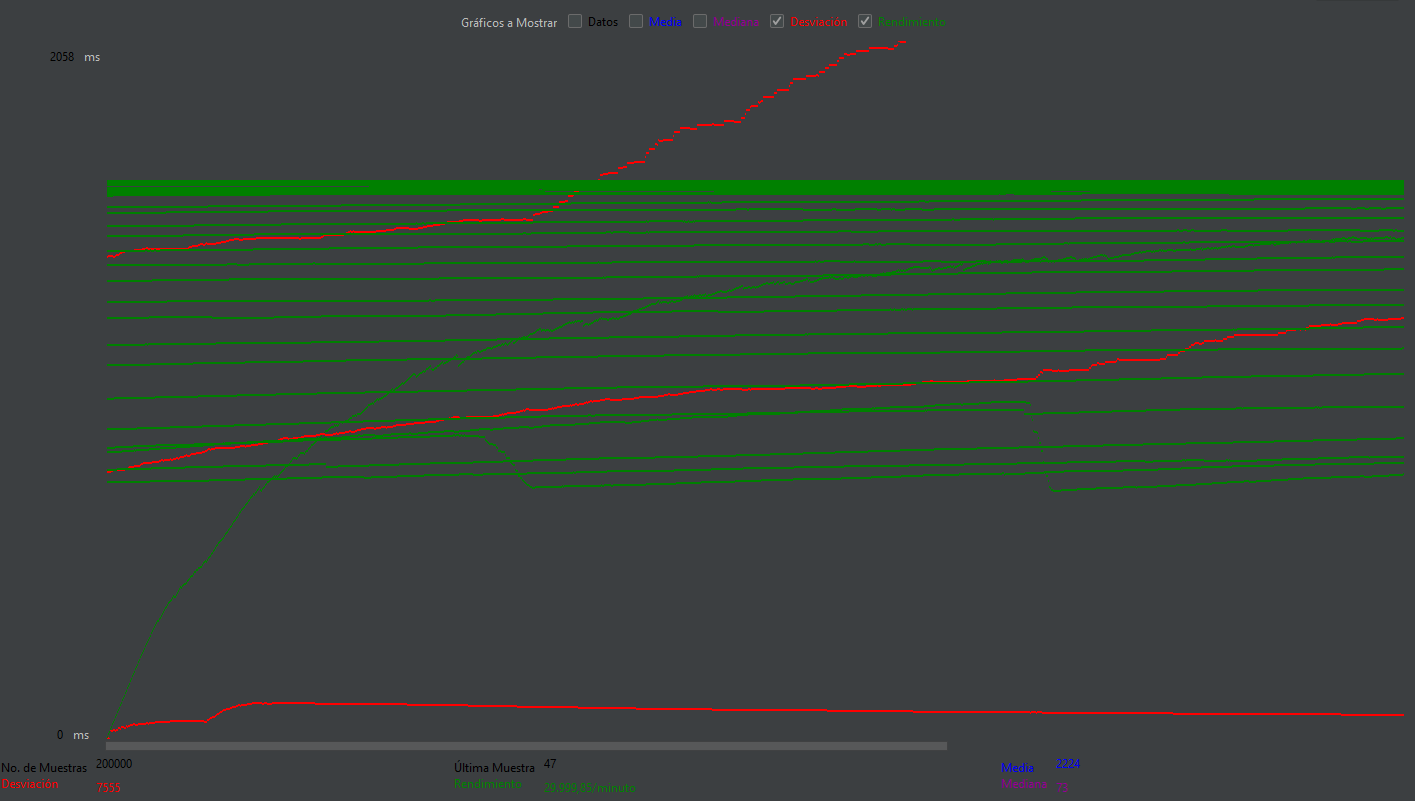 Gráficos a Mostrar Datos Media Mediana Desviación Rendimiento
2058 ms
0 ms
No. de Muestras 200000 Última Muestra 47 Media 2224
Desviación 7555 Rendimiento 29.999,85/minuto Mediana